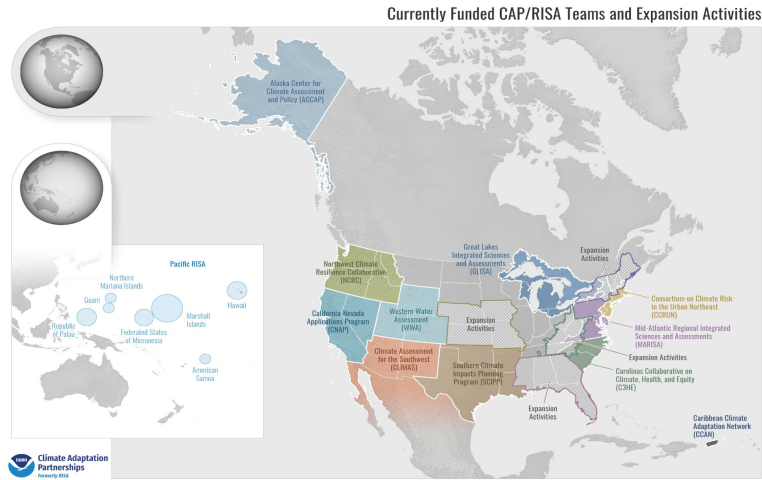 Currently Funded CAP/RISA Teams and Expansion Activities
Alaska Center for
Climate Assessment
and Policy (ACCAP)
Pacific RISA
Northern
Mariana Islands
Guam
Republic
of Palau
Federated States
of Micronesia
Marshall
Islands
Hawaii
American
Samoa
Northwest Climate
Resilience Collaborative
(NCRC)
Great Lakes
Integrated Sciences
and Assessments
(GLISA)
Expansion
Activities
California-Nevada
Applications Program
(CNAP)
Western Water
Assessment
(WWA)
Expansion
Activities
Consortium on Climate Risk
in the Urban Northeast
(CCRUN)
Mid-Atlantic Regional Integrated
Sciences and Assessments
(MARISA)
Expansion Activities
Climate Assessment
for the Southwest
(CLIMAS)
Southern Climate
Impacts Planning
Program (SCIPP)
Carolinas Collaborative on
Climate, Health, and Equity
(C3HE)
Expansion
Activities
Caribbean Climate
Adaptation Network
(CCAN)
NOAA
Climate Adaptation
Partnerships
Formerly RISA